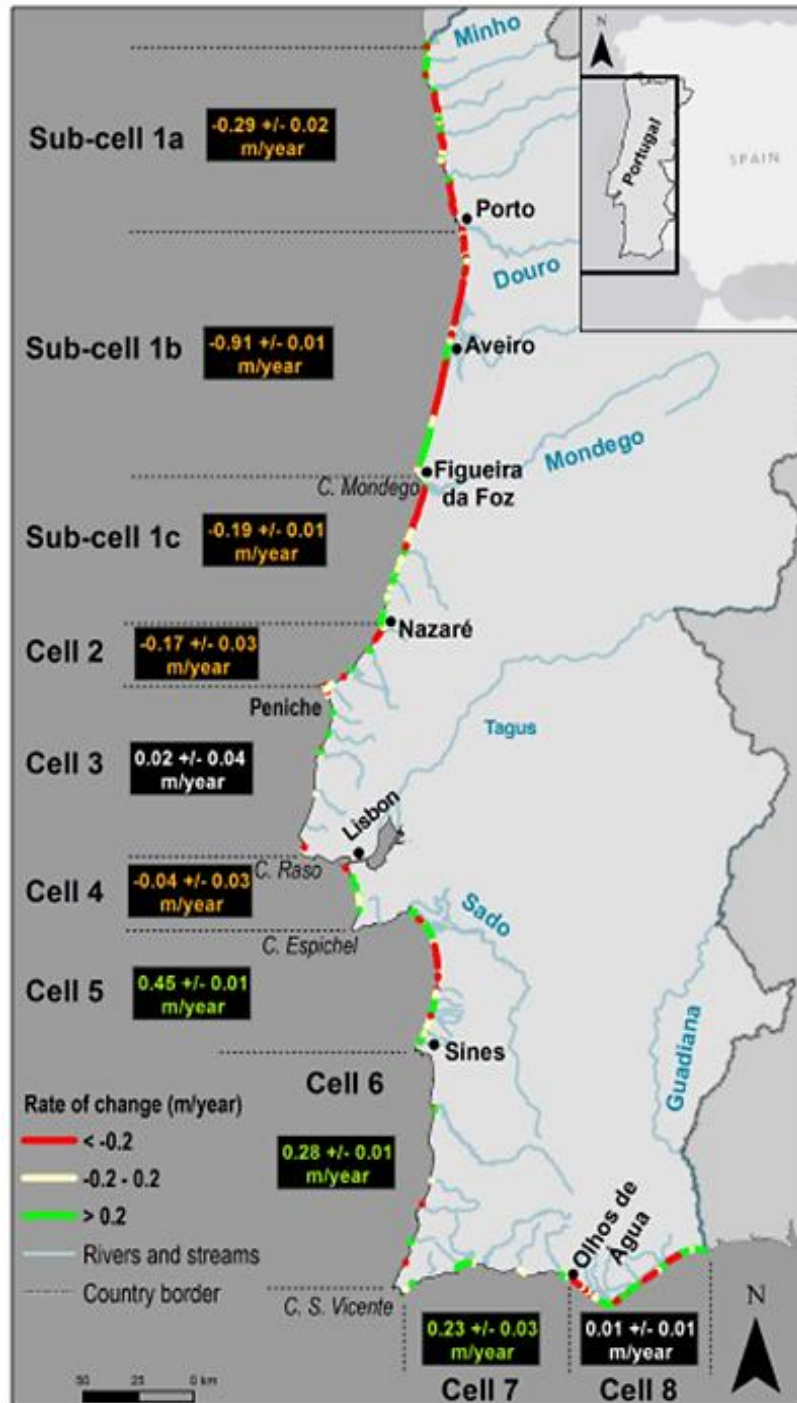 Minho
N
SPAIN
Portugal
Sub-cell 1a
-0.29 +/- 0.02
m/year
Porto
Douro
Sub-cell 1b
-0.91 +/- 0.01
m/year
Aveiro
Mondego
C. Mondego
Figueira
da Foz
Sub-cell 1c
-0.19 +/- 0.01
m/year
Nazaré
Cell 2
-0.17 +/- 0.03
m/year
Peniche
Tagus
Cell 3
0.02 +/- 0.04
m/year
Lisbon
C. Raso
Cell 4
-0.04 +/- 0.03
m/year
Sado
C. Espichel
Cell 5
0.45 +/- 0.01
m/year
Guadiana
Sines
Cell 6
0.28 +/- 0.01
m/year
Rate of change (m/year)
< -0.2
-0.2 - 0.2
> 0.2
Rivers and streams
Country border
Olhos de
Água
C. S. Vicente
0.23 +/- 0.03
m/year
Cell 7
0.01 +/- 0.01
m/year
Cell 8
N
50 25 0 km